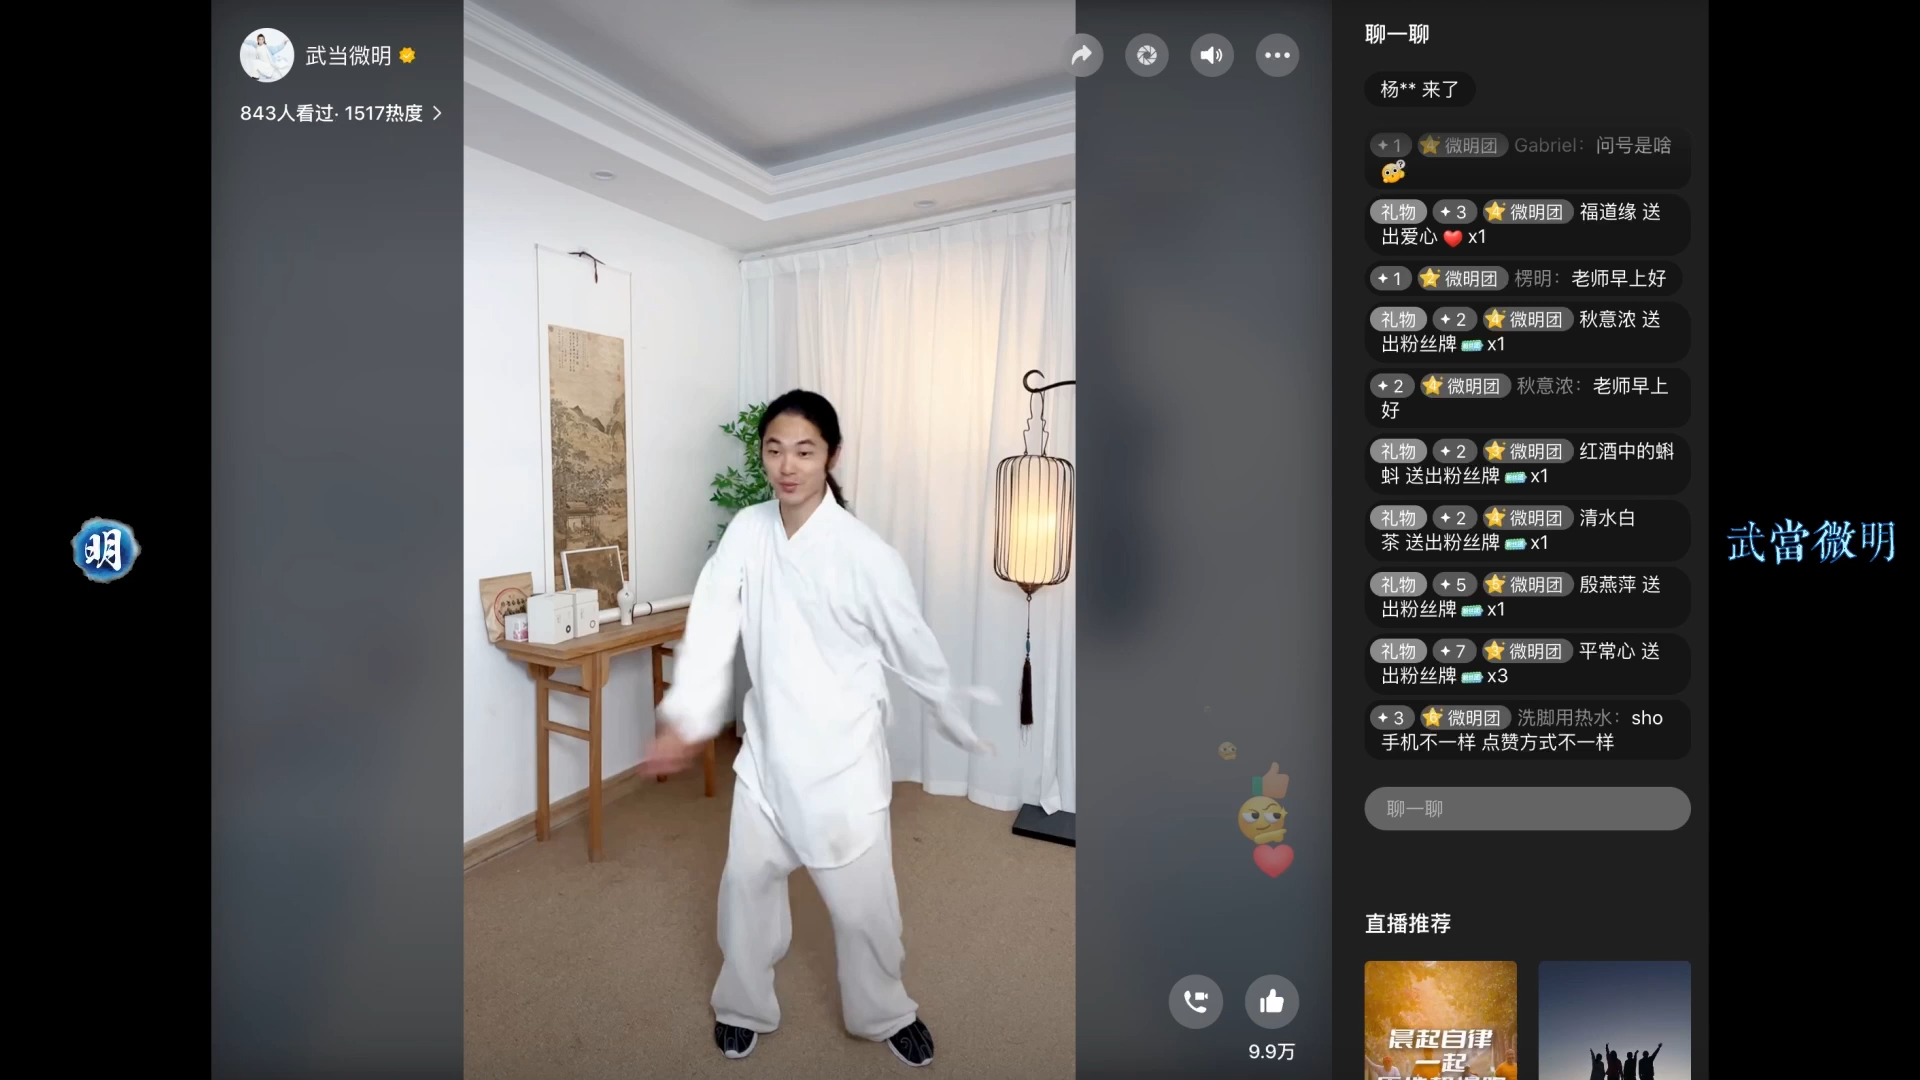 武当微明
843人看过· 1517热度
聊一聊
杨** 来了
1 微明团 Gabriel：问号是啥
礼物 3 微明团 福道缘 送
出爱心 x1
1 微明团 楞明：老师早上好
礼物 2 微明团 秋意浓 送
出粉丝牌 x1
2 微明团 秋意浓：老师早上
好
礼物 2 微明团 红酒中的蝌
蚪 送出粉丝牌 x1
礼物 2 微明团 清水白
茶 送出粉丝牌 x1
礼物 5 微明团 殷燕萍 送
出粉丝牌 x1
礼物 7 微明团 平常心 送
出粉丝牌 x3
3 微明团 洗脚用热水：sho
手机不一样 点赞方式不一样
聊一聊
直播推荐
晨起自律
一起
9.9万
明
武當微明